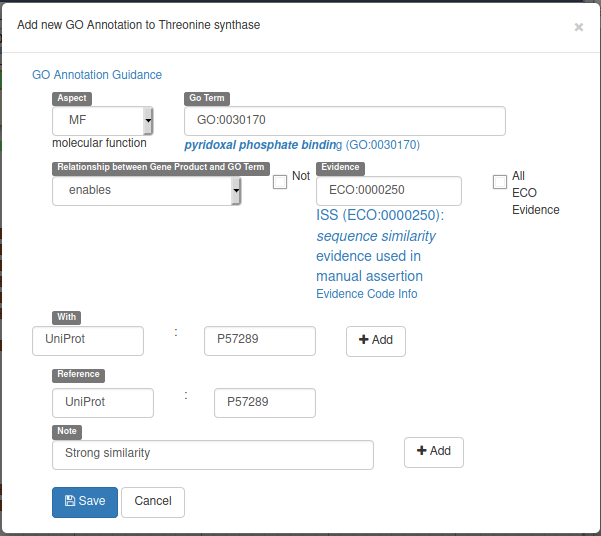 Add new GO Annotation to Threonine synthase ×
GO Annotation Guidance
Aspect Go Term
MF GO:0030170
molecular function pyridoxal phosphate binding (GO:0030170)
Relationship between Gene Product and GO Term Not Evidence All
enables ECO:0000250 ECO
Evidence
ISS (ECO:0000250):
sequence similarity
evidence used in
manual assertion
Evidence Code Info
With
UniProt : P57289 + Add
Reference
UniProt : P57289
Note
Strong similarity + Add
Save Cancel